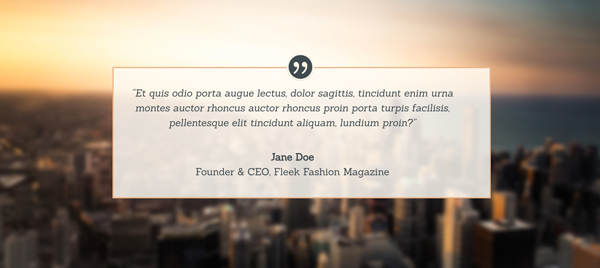 "Et quis odio porta augue lectus, dolor sagittis, tincidunt enim urna
montes auctor rhoncus auctor rhoncus proin porta turpis facilisis,
pellentesque elit tincidunt aliquam, lundium proin?"
Jane Doe
Founder & CEO, Fleek Fashion Magazine